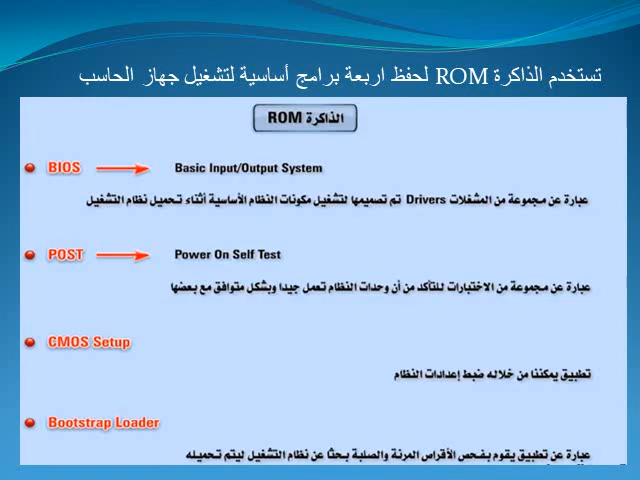 تستخدم الذاكرة ROM لحفظ اربعة برامج أساسية لتشغيل جهاز الحاسب
الذاكرة ROM
BIOS Basic Input/Output System
عبارة عن مجموعة من المشغلات Drivers تم تصميمها لتشغيل مكونات النظام الأساسية أثناء تحميل نظام التشغيل
POST Power On Self Test
عبارة عن مجموعة من الاختبارات للتأكد من أن وحدات النظام تعمل جيدا وبشكل متوافق مع بعضها
CMOS Setup
تطبيق يمكننا من خلاله ضبط إعدادات النظام
Bootstrap Loader
عبارة عن تطبيق يقوم بفحص الأقراص المرنة والصلبة بحثا عن نظام التشغيل ليتم تحميله